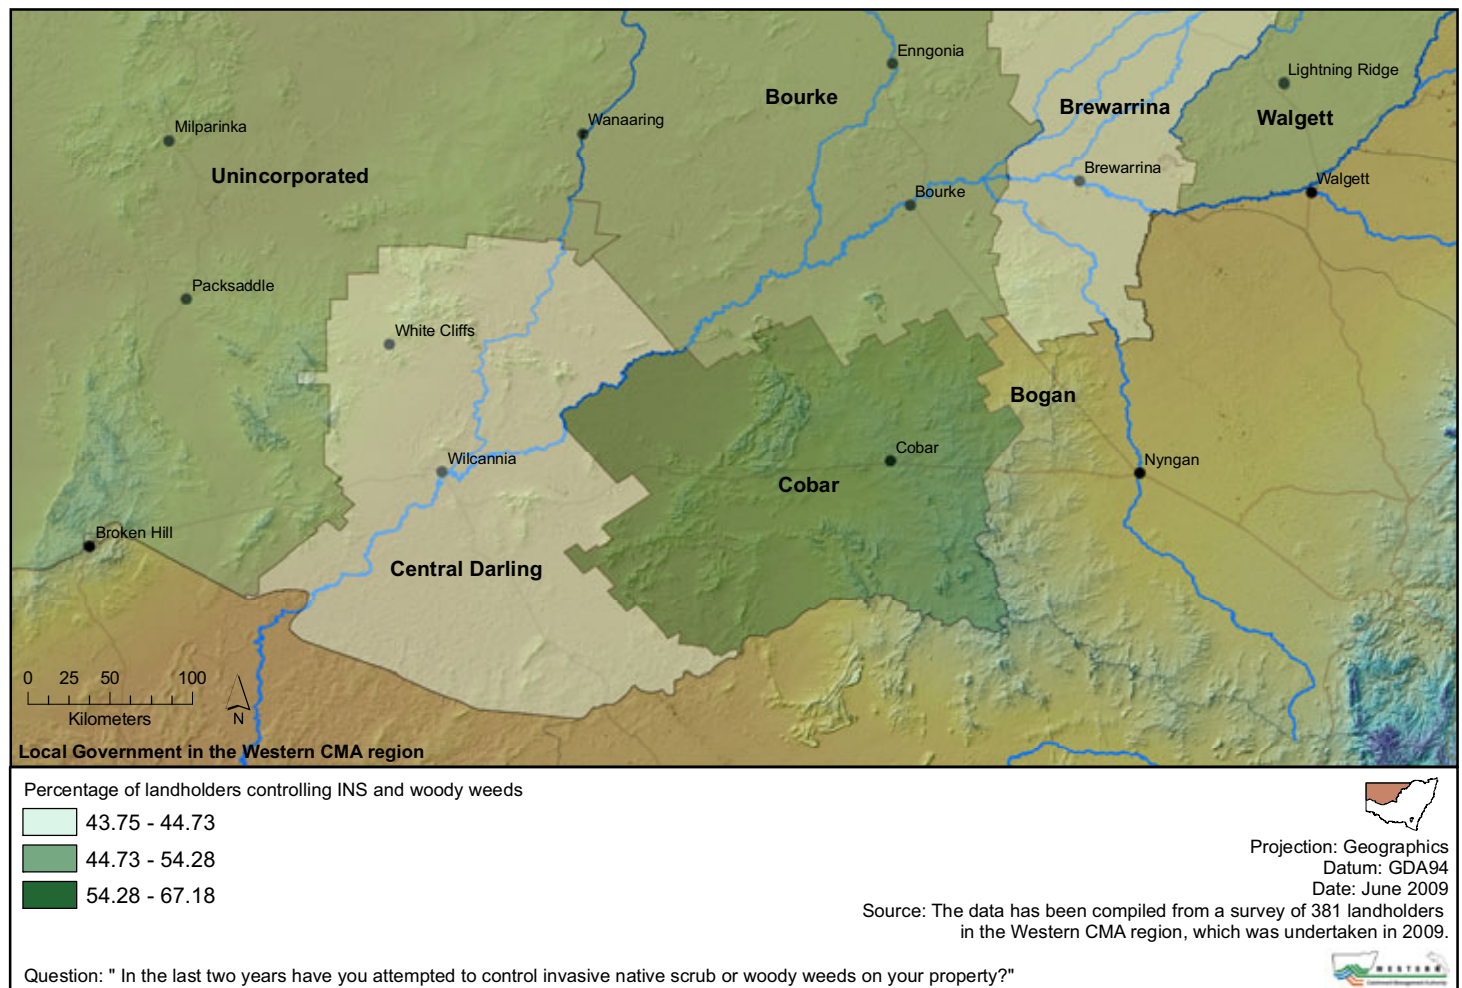 Enngonia
Lightning Ridge
Bourke
Brewarrina
Walgett
Wanaaring
Milparinka
Unincorporated
Brewarrina
Walgett
Bourke
Packsaddle
White Cliffs
Bogan
Cobar
Wilcannia
Nyngan
Cobar
Broken Hill
Central Darling
0 25 50 100
Kilometers
N
Local Government in the Western CMA region
Percentage of landholders controlling INS and woody weeds
43.75 - 44.73
44.73 - 54.28
54.28 - 67.18
Projection: Geographics
Datum: GDA94
Date: June 2009
Source: The data has been compiled from a survey of 381 landholders
in the Western CMA region, which was undertaken in 2009.
Question: " In the last two years have you attempted to control invasive native scrub or woody weeds on your property?"
WESTERN
Catchment Management Authority